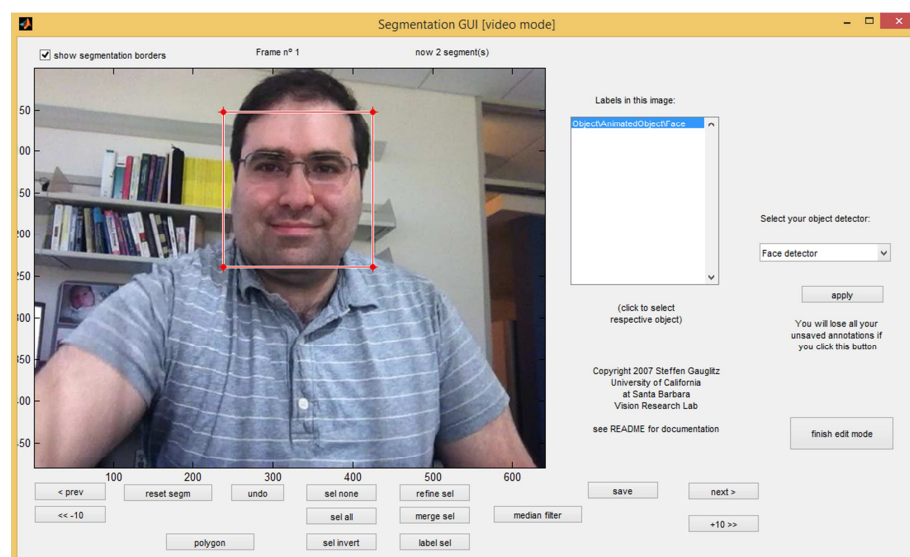 Segmentation GUI [video mode]
show segmentation borders
Frame nº 1
now 2 segment(s)
Labels in this image:
Object\AnimatedObject\Face
Select your object detector:
Face detector
apply
You will lose all your
unsaved annotations if
you click this button
(click to select
respective object)
Copyright 2007 Steffen Gauglitz
University of California
at Santa Barbara
Vision Research Lab
see README for documentation
finish edit mode
50
00
50
200
250
300
350
400
450
100 200 300 400 500 600
< prev
reset segm
undo
sel none
refine sel
save
next >
<< -10
sel all
merge sel
median filter
+10 >>
polygon
sel invert
label sel